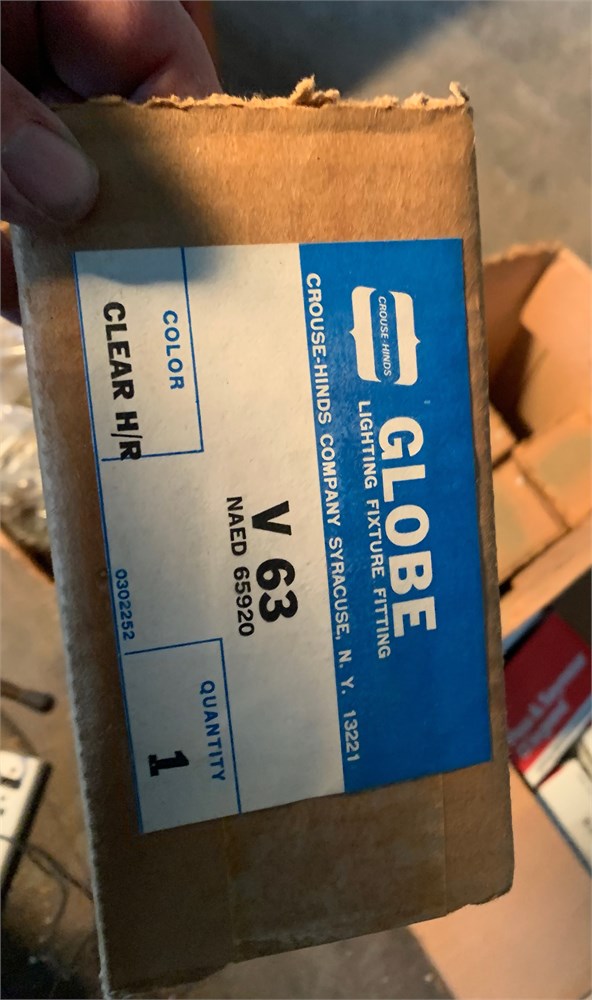 CROUSE-HINDS
GLOBE
LIGHTING FIXTURE FITTING
CROUSE-HINDS COMPANY SYRACUSE, N. Y. 13221
V 63
NAED 65920
COLOR
CLEAR H/R
0302252
QUANTITY
1